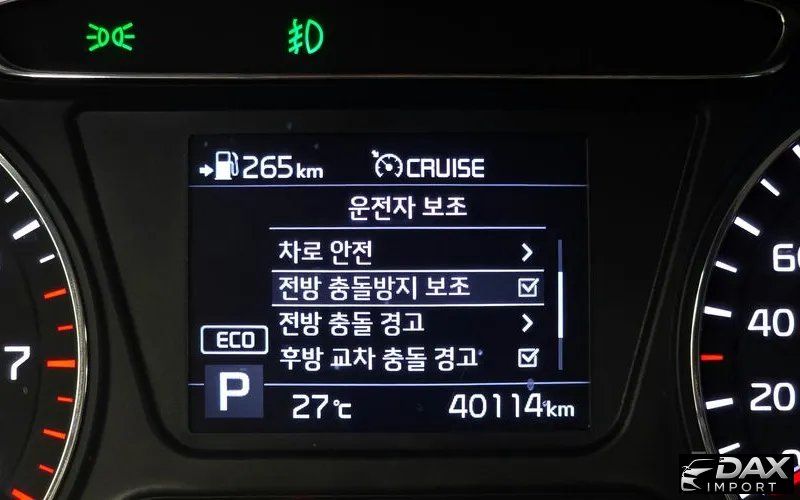 265km CRUISE
운전자 보조
차로 안전
전방 충돌방지 보조
전방 충돌 경고
후방 교차 충돌 경고
ECO
P 27℃ 40114km
7
60
40
20
DAX
IMPORT